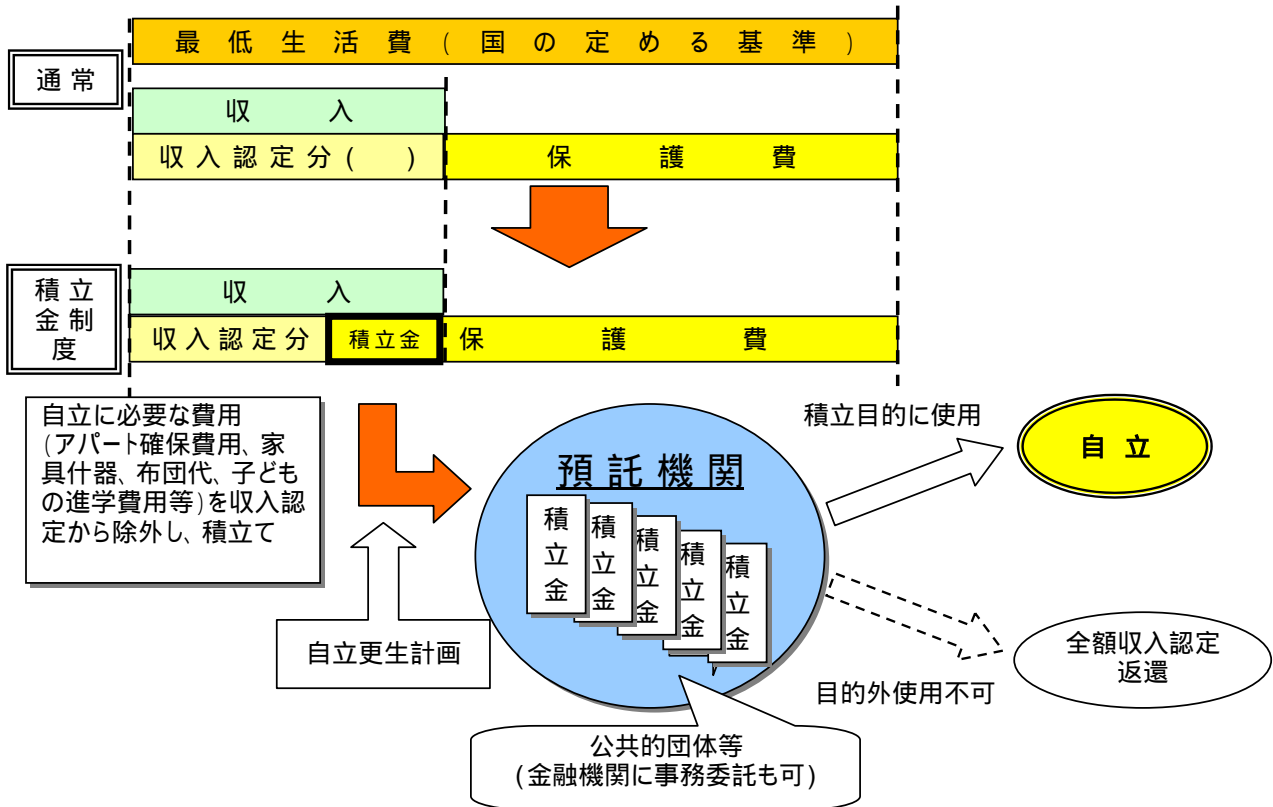 最低生活費(国の定める基準)
通常
収入
収入認定分( )
保護費
積立
金制
度
収入
収入認定分
積立金
保護費
自立に必要な費用
(アパート確保費用、家
具什器、布団代、子ども
の進学費用等)を収入認
定から除外し、積立て
自立更生計画
預託機関
積立金
積立金
積立金
積立金
積立金
公共的団体等
(金融機関に事務委託も可)
積立目的に使用
自立
目的外使用不可
全額収入認定
返還